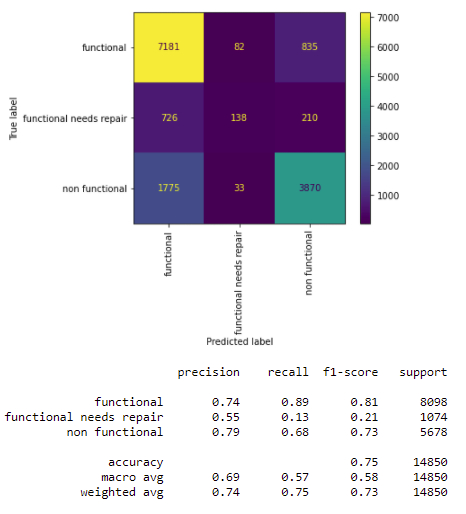 functional
functional needs repair
non functional
True label
7181 82 835
726 138 210
1775 33 3870
7000
6000
5000
4000
3000
2000
1000
functional
functional needs repair
non functional
Predicted label
precision recall f1-score support
functional 0.74 0.89 0.81 8098
functional needs repair 0.55 0.13 0.21 1074
non functional 0.79 0.68 0.73 5678
accuracy 0.75 14850
macro avg 0.69 0.57 0.58 14850
weighted avg 0.74 0.75 0.73 14850